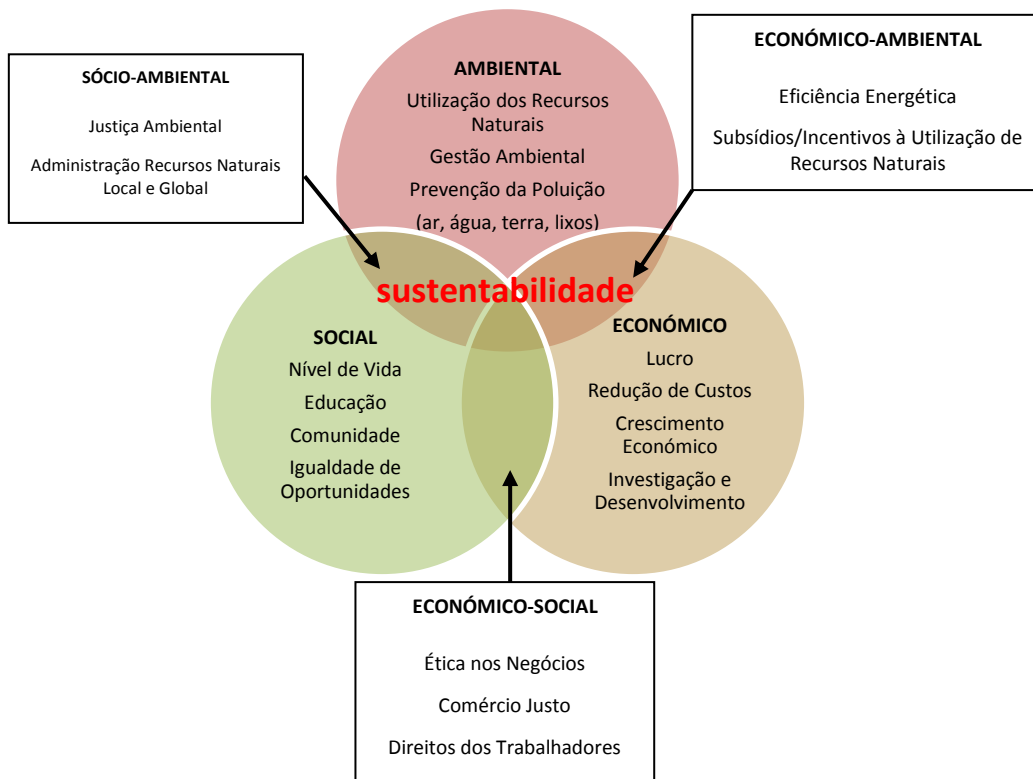 SÓCIO-AMBIENTAL
Justiça Ambiental
Administração Recursos Naturais
Local e Global
AMBIENTAL
Utilização dos Recursos
Naturais
Gestão Ambiental
Prevenção da Poluição
(ar, água, terra, lixos)
ECONÓMICO-AMBIENTAL
Eficiência Energética
Subsídios/Incentivos à Utilização de
Recursos Naturais
sustentabilidade
SOCIAL
Nível de Vida
Educação
Comunidade
Igualdade de
Oportunidades
ECONÓMICO
Lucro
Redução de Custos
Crescimento
Económico
Investigação e
Desenvolvimento
ECONÓMICO-SOCIAL
Ética nos Negócios
Comércio Justo
Direitos dos Trabalhadores